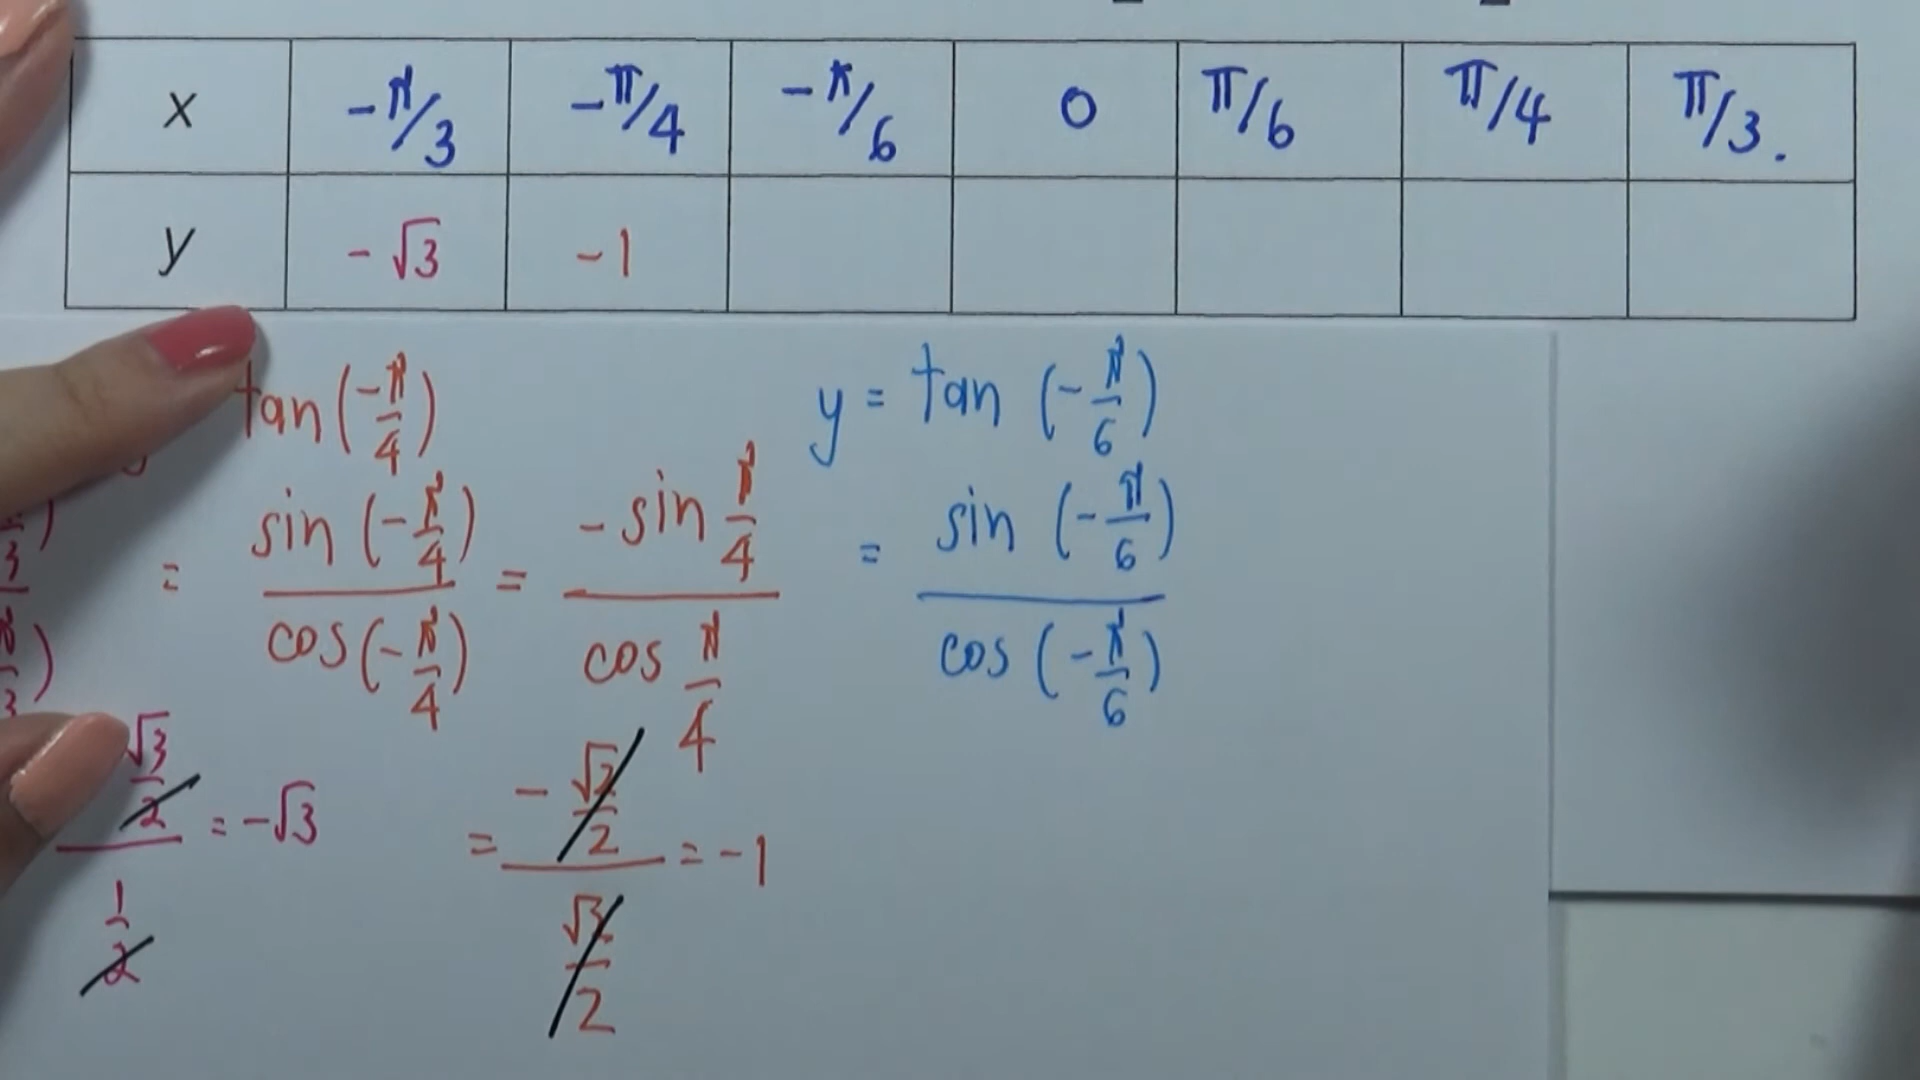 x -π/3 -π/4 -π/6 0 π/6 π/4 π/3.
y -√3 -1
tan(-π/4)
= sin(-π/4)/cos(-π/4) = -sin π/4/cos π/4
= -√2/2/√2/2 = -1
√3/2/1/2 = -√3
y = tan(-π/6)
= sin(-π/6)/cos(-π/6)